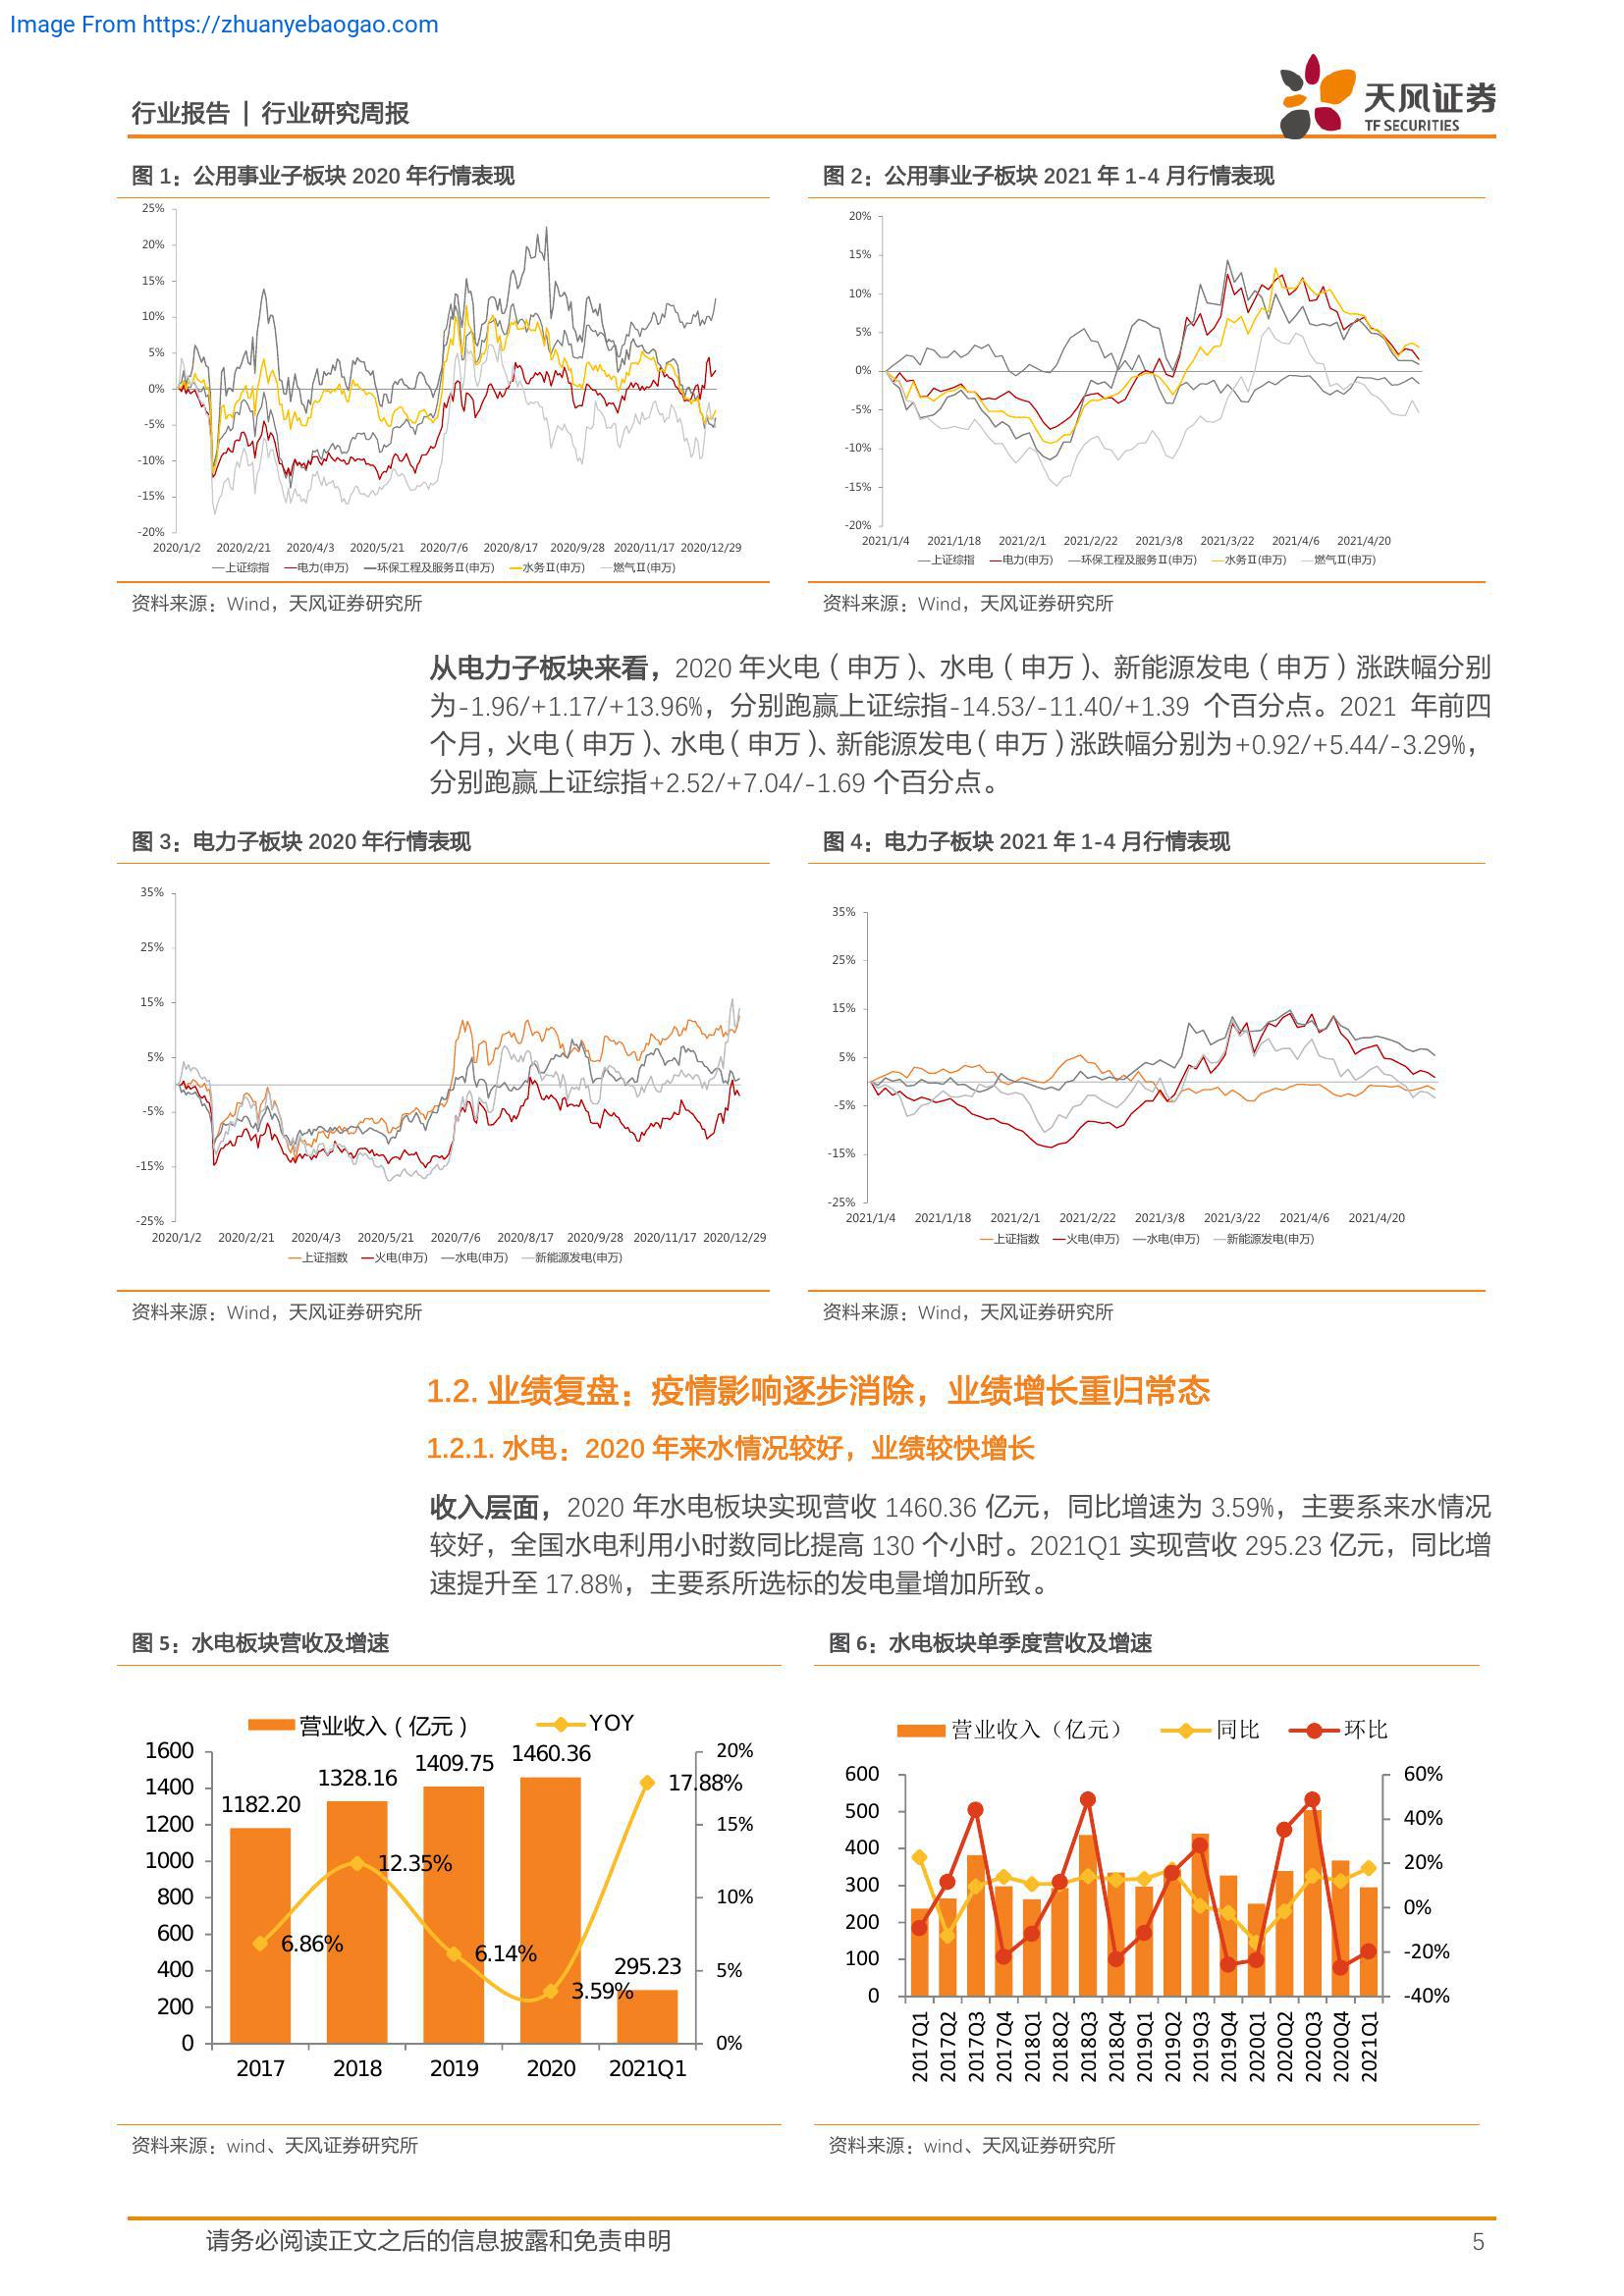 Image From https://zhuanyebaogao.com
行业报告 | 行业研究周报
天风证券
TF SECURITIES
图 1：公用事业子板块 2020 年行情表现
25%
20%
15%
10%
5%
0%
-5%
-10%
-15%
-20%
2020/1/2 2020/2/21 2020/4/3 2020/5/21 2020/7/6 2020/8/17 2020/9/28 2020/11/17 2020/12/29
上证综指 电力(申万) 环保工程及服务Ⅱ(申万) 水务Ⅱ(申万) 燃气Ⅱ(申万)
资料来源：Wind，天风证券研究所
图 2：公用事业子板块 2021 年 1-4 月行情表现
20%
15%
10%
5%
0%
-5%
-10%
-15%
-20%
2021/1/4 2021/1/18 2021/2/1 2021/2/22 2021/3/8 2021/3/22 2021/4/6 2021/4/20
上证综指 电力(申万) 环保工程及服务Ⅱ(申万) 水务Ⅱ(申万) 燃气Ⅱ(申万)
资料来源：Wind，天风证券研究所
从电力子板块来看，2020 年火电（申万）、水电（申万）、新能源发电（申万）涨跌幅分别
为-1.96/+1.17/+13.96%，分别跑赢上证综指-14.53/-11.40/+1.39 个百分点。2021 年前四
个月，火电（申万）、水电（申万）、新能源发电（申万）涨跌幅分别为+0.92/+5.44/-3.29%，
分别跑赢上证综指+2.52/+7.04/-1.69 个百分点。
图 3：电力子板块 2020 年行情表现
35%
25%
15%
5%
-5%
-15%
-25%
2020/1/2 2020/2/21 2020/4/3 2020/5/21 2020/7/6 2020/8/17 2020/9/28 2020/11/17 2020/12/29
上证指数 火电(申万) 水电(申万) 新能源发电(申万)
资料来源：Wind，天风证券研究所
图 4：电力子板块 2021 年 1-4 月行情表现
35%
25%
15%
5%
-5%
-15%
-25%
2021/1/4 2021/1/18 2021/2/1 2021/2/22 2021/3/8 2021/3/22 2021/4/6 2021/4/20
上证指数 火电(申万) 水电(申万) 新能源发电(申万)
资料来源：Wind，天风证券研究所
1.2. 业绩复盘：疫情影响逐步消除，业绩增长重归常态
1.2.1. 水电：2020 年来水情况较好，业绩较快增长
收入层面，2020 年水电板块实现营收 1460.36 亿元，同比增速为 3.59%，主要系来水情况
较好，全国水电利用小时数同比提高 130 个小时。2021Q1 实现营收 295.23 亿元，同比增
速提升至 17.88%，主要系所选标的发电量增加所致。
图 5：水电板块营收及增速
营业收入（亿元） YOY
1600
1400
1200
1000
800
600
400
200
0
1182.20
1328.16
1409.75
1460.36
295.23
6.86%
12.35%
6.14%
3.59%
17.88%
20%
15%
10%
5%
0%
2017 2018 2019 2020 2021Q1
资料来源：wind、天风证券研究所
图 6：水电板块单季度营收及增速
营业收入（亿元） 同比 环比
600
500
400
300
200
100
0
60%
40%
20%
0%
-20%
-40%
2017Q1 2017Q2 2017Q3 2017Q4 2018Q1 2018Q2 2018Q3 2018Q4 2019Q1 2019Q2 2019Q3 2019Q4 2020Q1 2020Q2 2020Q3 2020Q4 2021Q1
资料来源：wind、天风证券研究所
请务必阅读正文之后的信息披露和免责申明
5